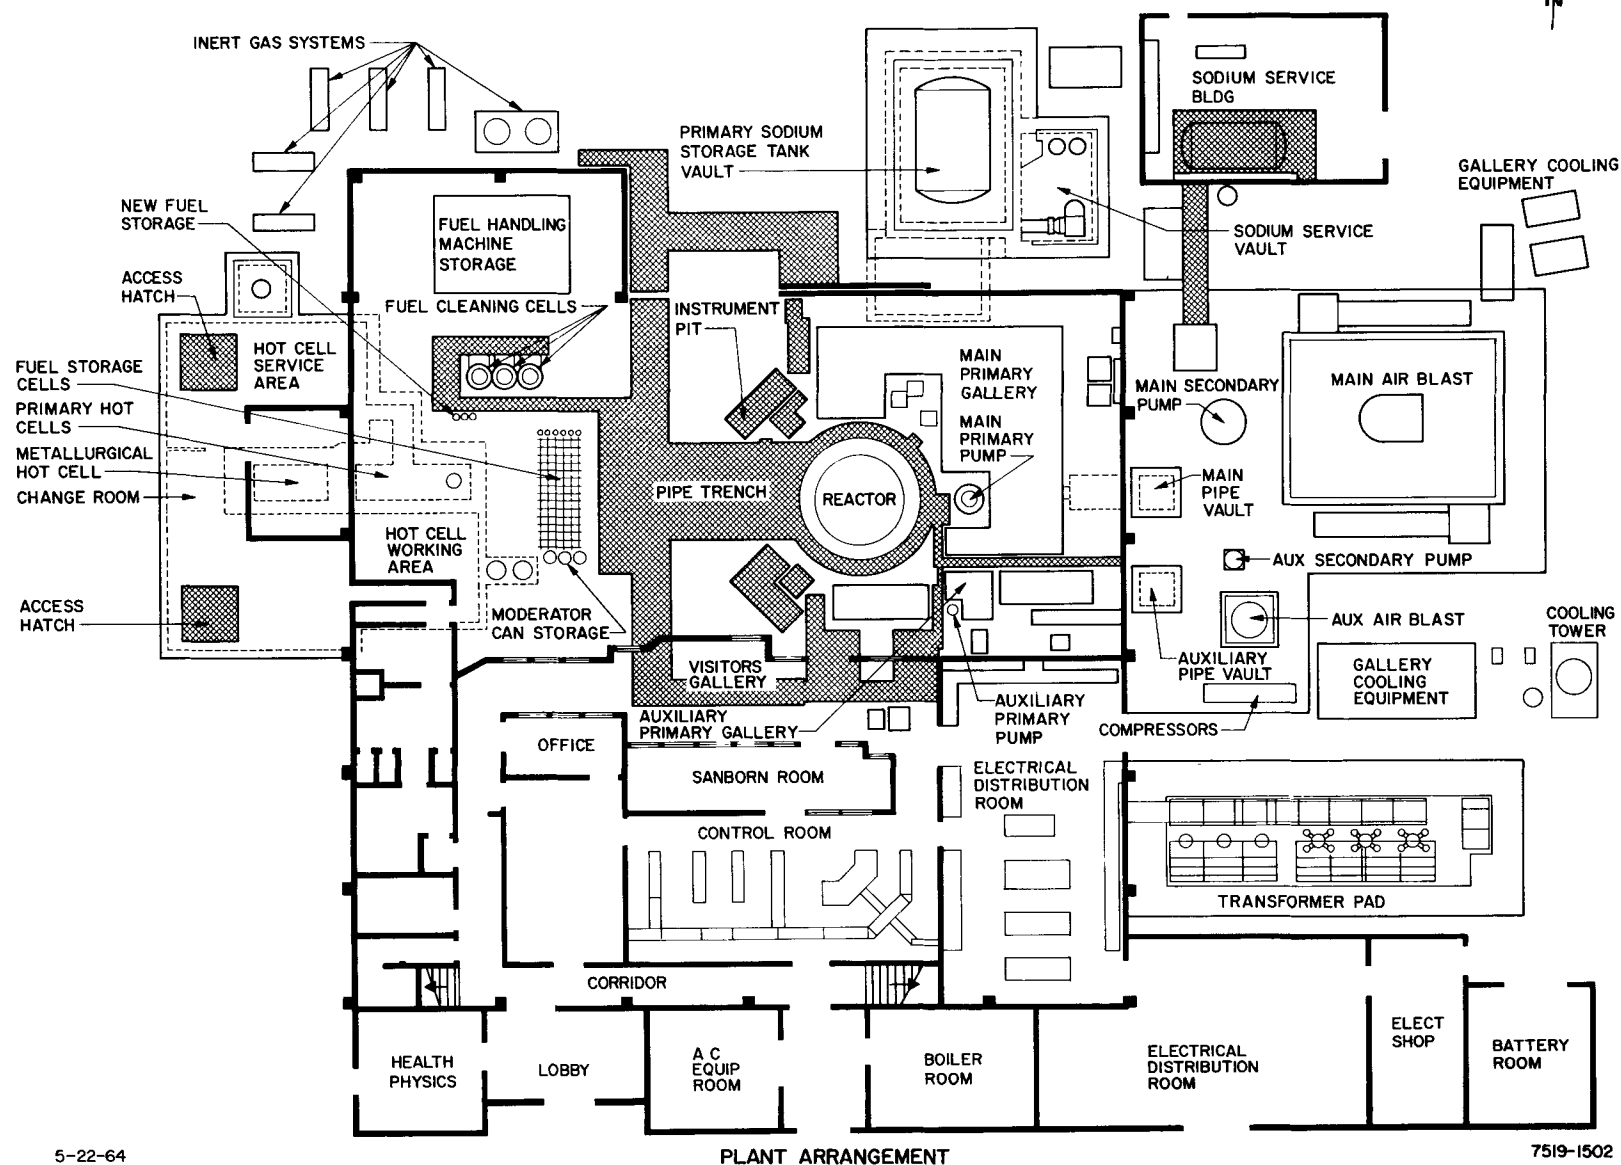 N
INERT GAS SYSTEMS
SODIUM SERVICE
BLDG
PRIMARY SODIUM
STORAGE TANK
VAULT
GALLERY COOLING
EQUIPMENT
NEW FUEL
STORAGE
FUEL HANDLING
MACHINE
STORAGE
SODIUM SERVICE
VAULT
ACCESS
HATCH
FUEL CLEANING CELLS
INSTRUMENT
PIT
HOT CELL
SERVICE
AREA
FUEL STORAGE
CELLS
MAIN
PRIMARY
GALLERY
MAIN SECONDARY
PUMP
MAIN AIR BLAST
PRIMARY HOT
CELLS
MAIN
PRIMARY
PUMP
METALLURGICAL
HOT CELL
CHANGE ROOM
PIPE TRENCH
REACTOR
MAIN
PIPE
VAULT
HOT CELL
WORKING
AREA
AUX SECONDARY PUMP
ACCESS
HATCH
MODERATOR
CAN STORAGE
AUX AIR BLAST
COOLING
TOWER
VISITORS
GALLERY
AUXILIARY
PIPE VAULT
GALLERY
COOLING
EQUIPMENT
AUXILIARY
PRIMARY GALLERY
AUXILIARY
PRIMARY
PUMP
COMPRESSORS
OFFICE
SANBORN ROOM
ELECTRICAL
DISTRIBUTION
ROOM
CONTROL ROOM
TRANSFORMER PAD
CORRIDOR
HEALTH
PHYSICS
LOBBY
A C
EQUIP
ROOM
BOILER
ROOM
ELECTRICAL
DISTRIBUTION
ROOM
ELECT
SHOP
BATTERY
ROOM
5-22-64
PLANT ARRANGEMENT
7519-1502